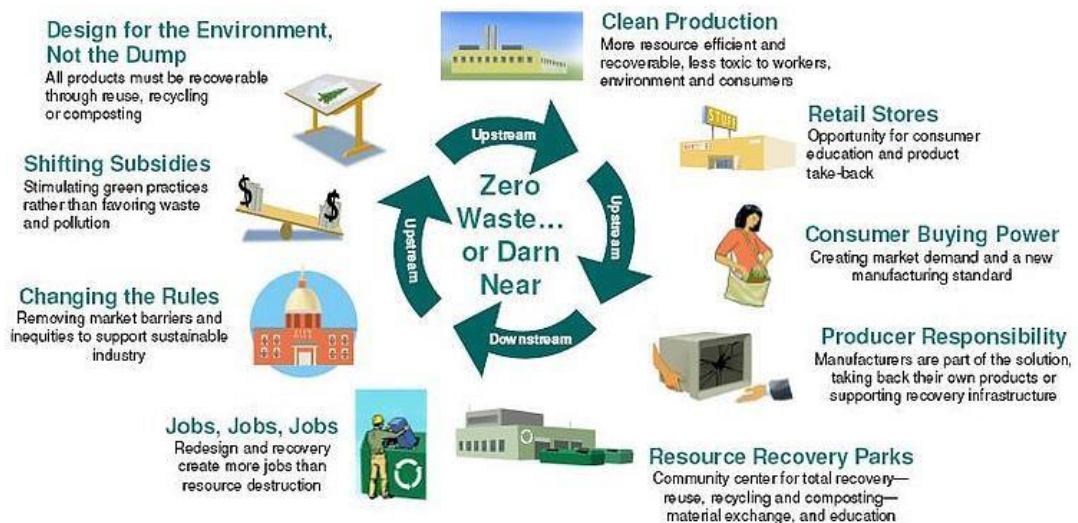 Design for the Environment,
Not the Dump
All products must be recoverable
through reuse, recycling
or composting
Clean Production
More resource efficient and
recoverable, less toxic to workers,
environment and consumers
STUFF
Retail Stores
Opportunity for consumer
education and product
take-back
Shifting Subsidies
Stimulating green practices
rather than favoring waste
and pollution
$
$
Upstream
Upstream
Upstream
Downstream
Zero
Waste...
or Darn
Near
Consumer Buying Power
Creating market demand and a new
manufacturing standard
Changing the Rules
Removing market barriers and
inequities to support sustainable
industry
Producer Responsibility
Manufacturers are part of the solution,
taking back their own products or
supporting recovery infrastructure
Jobs, Jobs, Jobs
Redesign and recovery
create more jobs than
resource destruction
Resource Recovery Parks
Community center for total recovery—
reuse, recycling and composting—
material exchange, and education